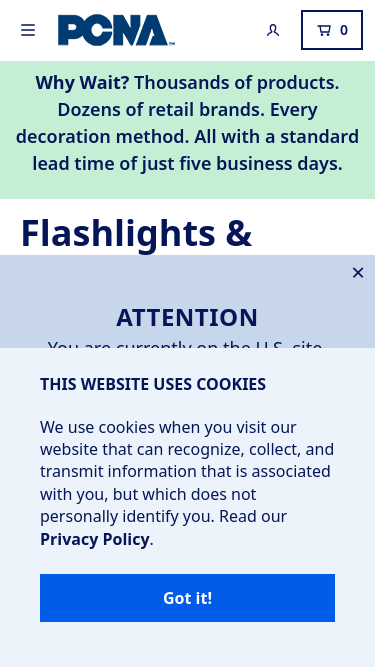 PCNA
0
Why Wait? Thousands of products.
Dozens of retail brands. Every
decoration method. All with a standard
lead time of just five business days.
Flashlights &
ATTENTION
You are currently on the U.S. site.
THIS WEBSITE USES COOKIES
We use cookies when you visit our
website that can recognize, collect, and
transmit information that is associated
with you, but which does not
personally identify you. Read our
Privacy Policy.
Got it!